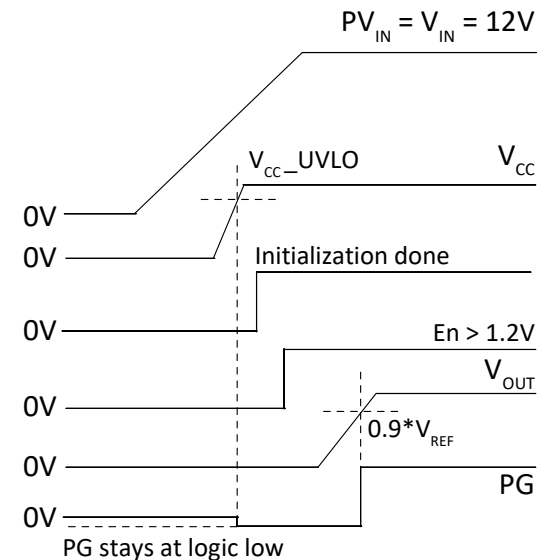 PV_IN = V_IN = 12V
V_CC_UVLO
V_CC
0V
0V
Initialization done
0V
En > 1.2V
V_OUT
0V
0.9*V_REF
0V
PG
0V
PG stays at logic low